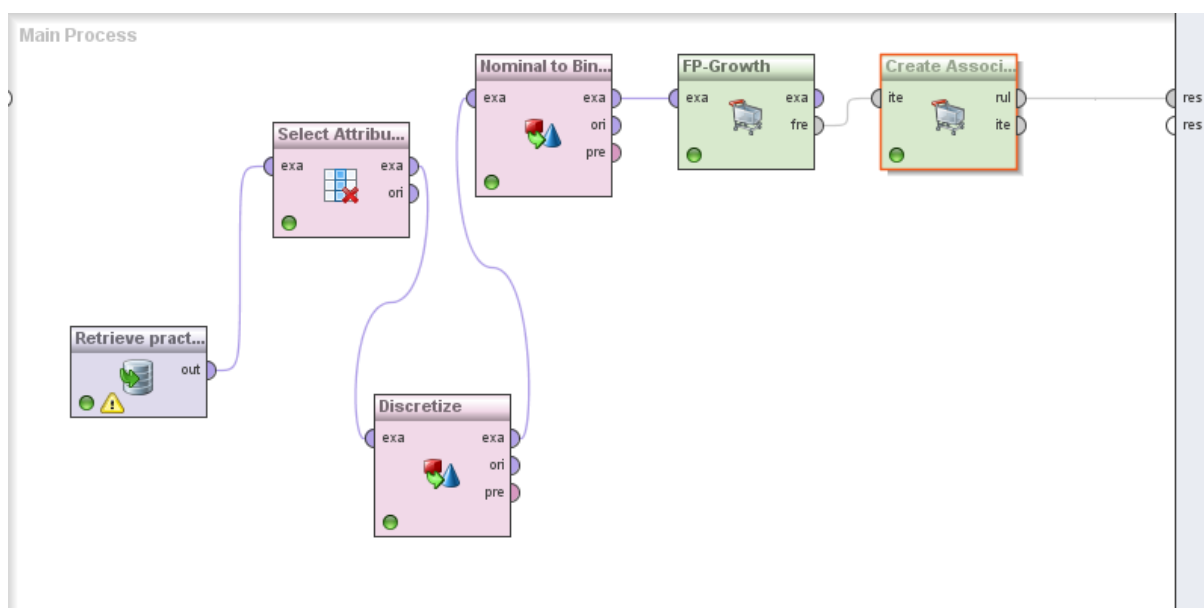 Main Process
Nominal to Bin...
exa
exa
ori
pre
FP-Growth
exa
exa
fre
Create Associ...
ite
rul
ite
res
res
Select Attribu...
exa
exa
ori
Retrieve pract...
out
Discretize
exa
exa
ori
pre